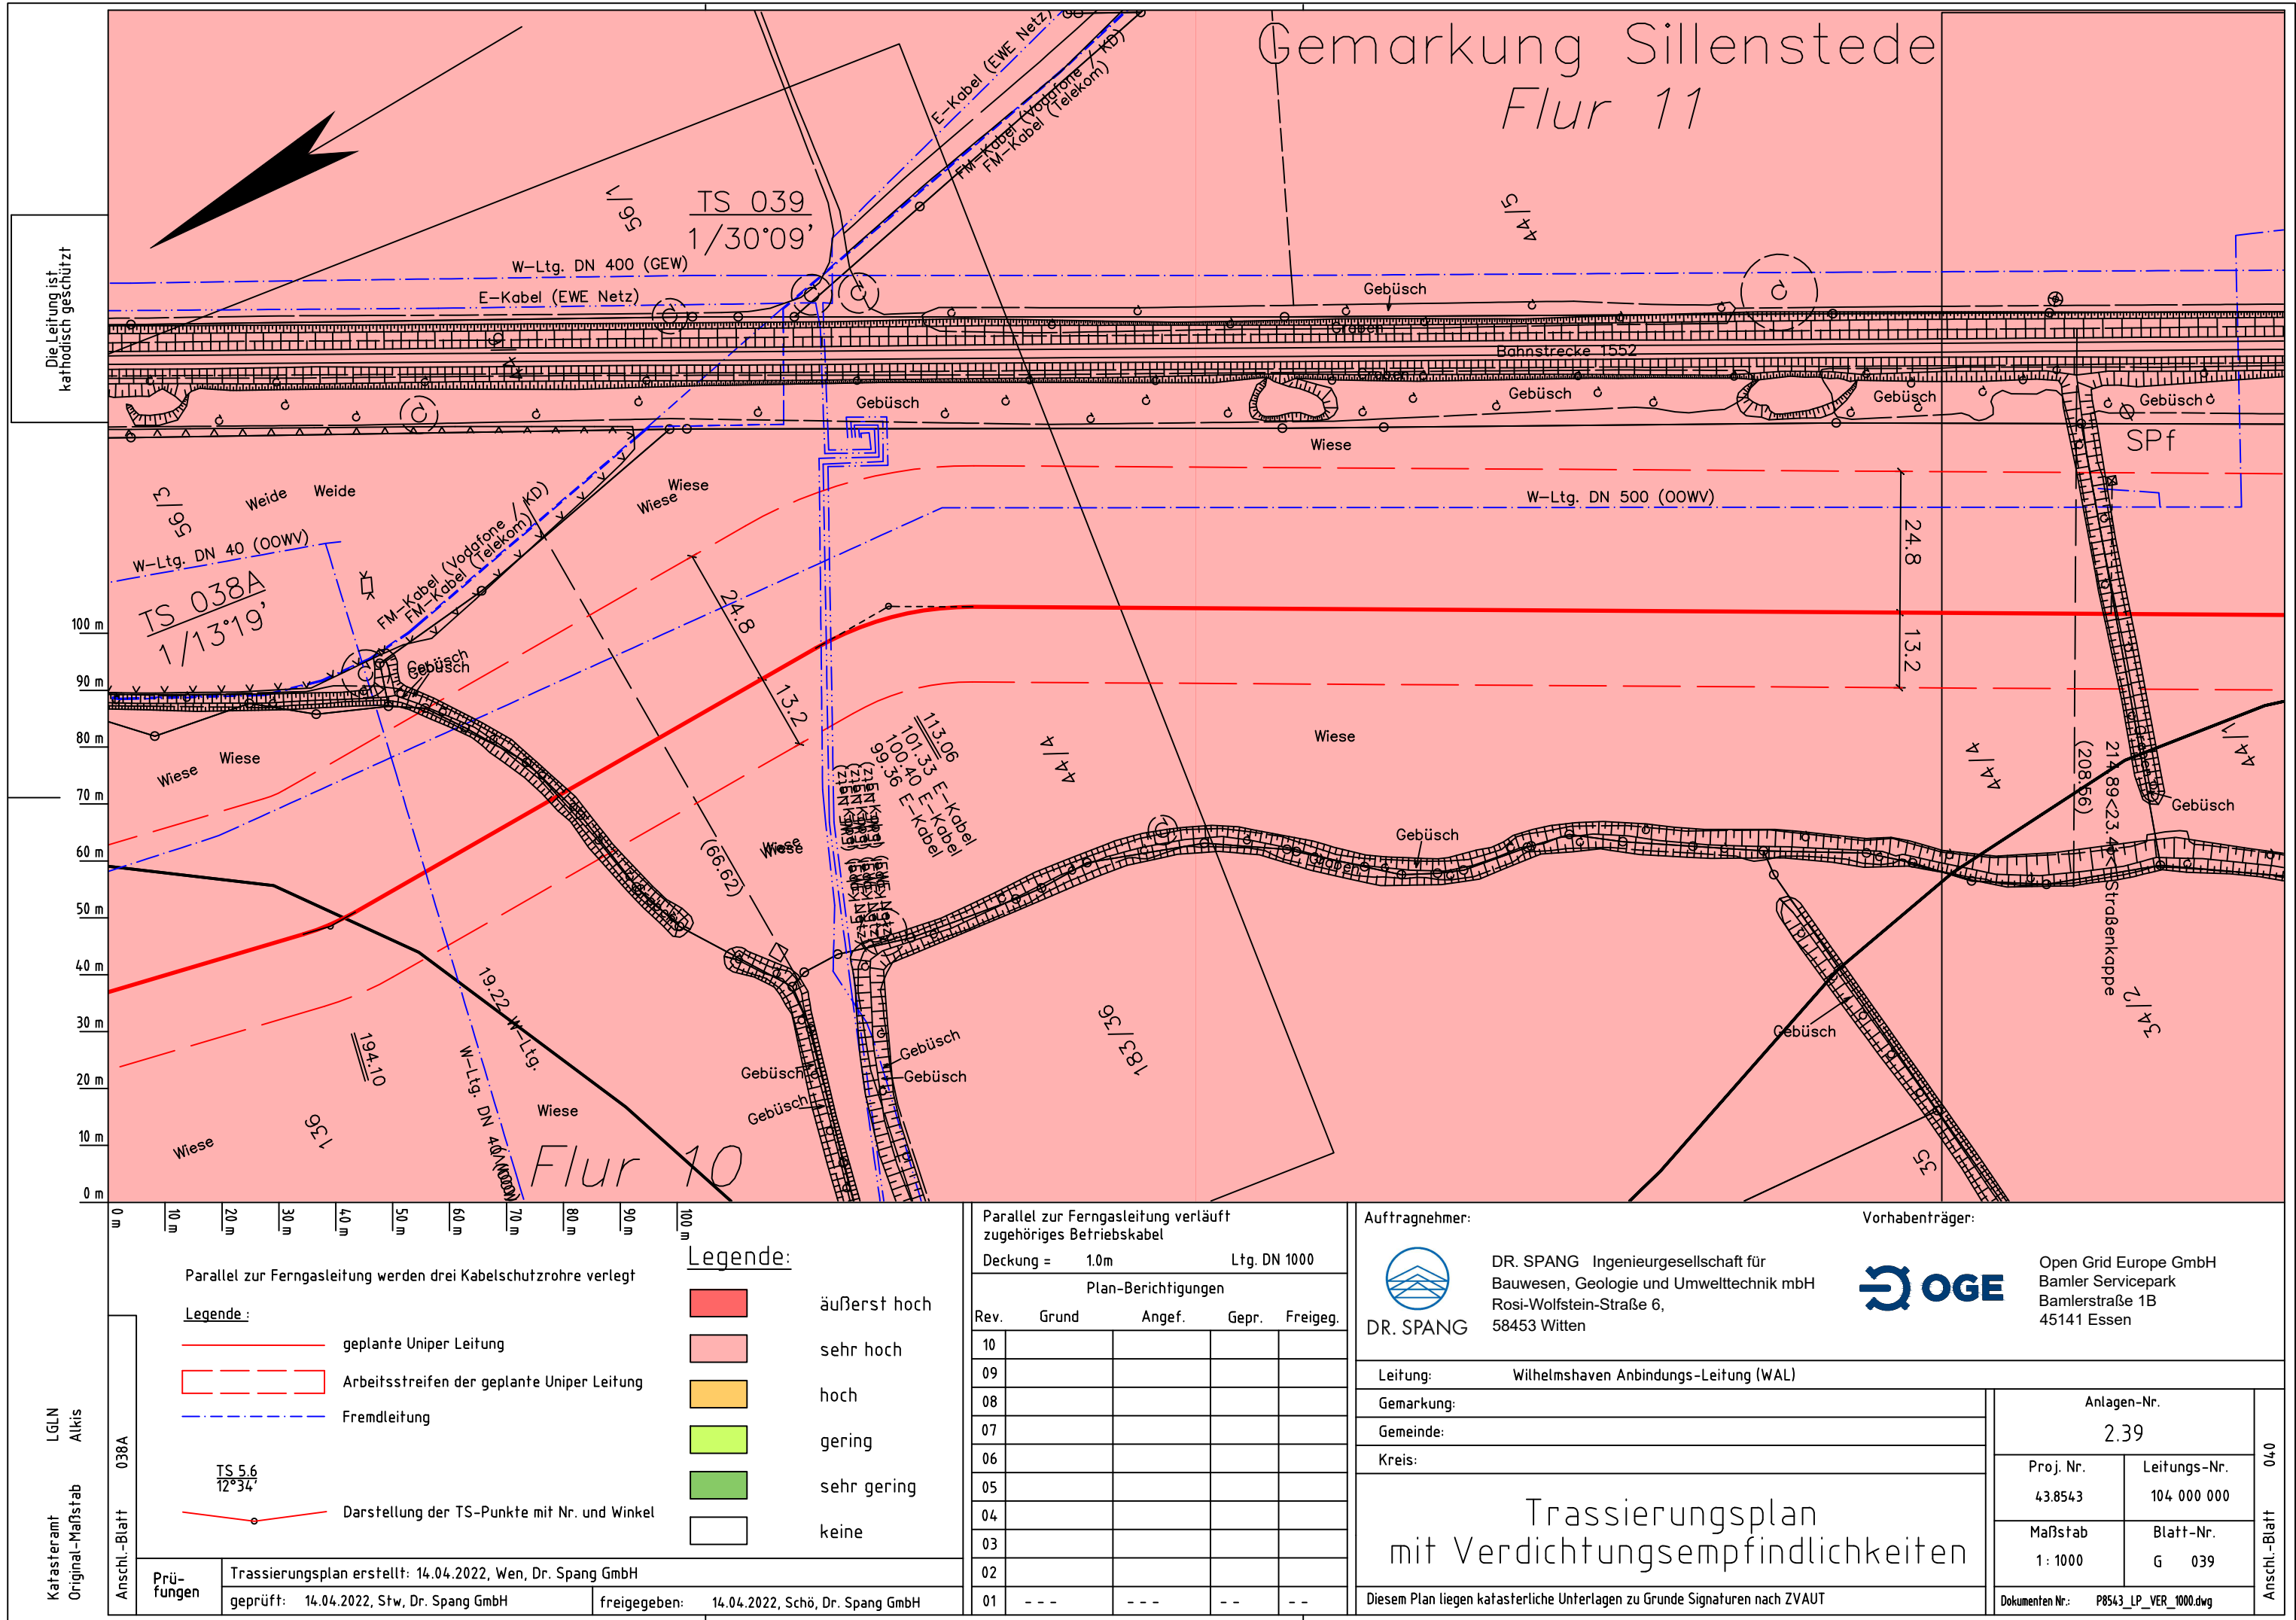 Gemarkung Sillenstede
Flur 11
E-Kabel (EWE Netz)
FM-Kabel (Vodafone / KD)
FM-Kabel (Telekom)
56/1
TS 039
1/30°09'
44/5
W-Ltg. DN 400 (GEW)
E-Kabel (EWE Netz)
Gebüsch
Graben
Bahnstrecke 1552
Graben
Gebüsch
Gebüsch
Gebüsch
Gebüsch
SPf
Wiese
Die Leitung ist
kathodisch geschützt
56/3
Weide
Weide
Wiese
Wiese
W-Ltg. DN 500 (OOWV)
W-Ltg. DN 40 (OOWV)
TS 038A
1/13°19'
FM-Kabel (Vodafone / KD)
FM-Kabel (Telekom)
24.8
13.2
24.8
13.2
Gebüsch
Gebüsch
100 m
90 m
80 m
70 m
60 m
50 m
40 m
30 m
20 m
10 m
0 m
Wiese
Wiese
Wiese
Wiese
Wiese
(66.62)
113.06
101.33 E-Kabel
100.40 E-Kabel
99.36 E-Kabel
44/4
44/4
44/1
(208.56)
Graben
Gebüsch
Gebüsch
Graben
Straßenkappe
34/2
19.22 W-Ltg.
194.10
W-Ltg. DN 40
136
Wiese
Wiese
Flur 10
Gebüsch
Gebüsch
Gebüsch
Gebüsch
183/36
Gebüsch
35
0 m
10 m
20 m
30 m
40 m
50 m
60 m
70 m
80 m
90 m
100 m
Parallel zur Ferngasleitung werden drei Kabelschutzrohre verlegt
Legende :
geplante Uniper Leitung
Arbeitsstreifen der geplante Uniper Leitung
Fremdleitung
TS 5.6
12°34'
Darstellung der TS-Punkte mit Nr. und Winkel
Legende:
äußerst hoch
sehr hoch
hoch
gering
sehr gering
keine
Katasteramt LGLN
Original-Maßstab Alkis
Anschl.-Blatt 038A
Prü-
fungen
Trassierungsplan erstellt: 14.04.2022, Wen, Dr. Spang GmbH
geprüft: 14.04.2022, Stw, Dr. Spang GmbH
freigegeben: 14.04.2022, Schö, Dr. Spang GmbH
Parallel zur Ferngasleitung verläuft
zugehöriges Betriebskabel
Deckung = 1.0m Ltg. DN 1000
Plan-Berichtigungen
Rev. Grund Angef. Gepr. Freigeg.
10
09
08
07
06
05
04
03
02
01 - - - - - - - - - -
Auftragnehmer:
DR. SPANG
DR. SPANG Ingenieurgesellschaft für
Bauwesen, Geologie und Umwelttechnik mbH
Rosi-Wolfstein-Straße 6,
58453 Witten
Vorhabenträger:
OGE
Open Grid Europe GmbH
Bamler Servicepark
Bamlerstraße 1B
45141 Essen
Leitung: Wilhelmshaven Anbindungs-Leitung (WAL)
Gemarkung:
Gemeinde:
Kreis:
Trassierungsplan
mit Verdichtungsempfindlichkeiten
Diesem Plan liegen katasterliche Unterlagen zu Grunde Signaturen nach ZVAUT
Anlagen-Nr.
2.39
Proj. Nr.
43.8543
Leitungs-Nr.
104 000 000
Maßstab
1 : 1000
Blatt-Nr.
G 039
Dokumenten Nr.: P8543_LP_VER_1000.dwg
Anschl.-Blatt 040